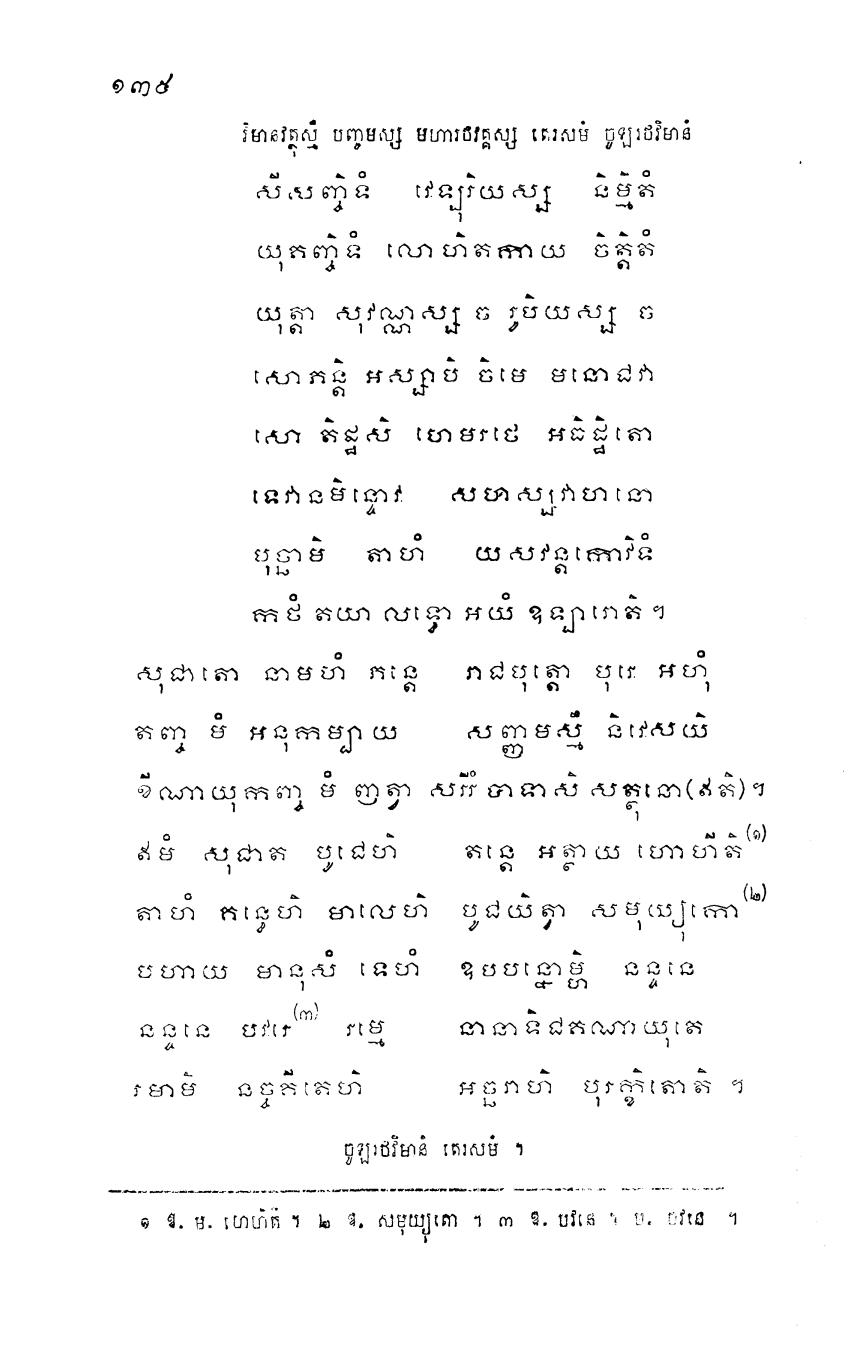 ១៣៩
វិមានវត្ថុស្មឹ បញ្ចមស្ស មហារថវគ្គស្ស តេរសមំ ចូឡរថវិមានំ
សីសញ្ចិទំ វេឡុរិយស្ស និម្មិតំ
យុគញ្ចិទំ លោហិតកាយ ចិត្តិតំ
យុត្តា សុវណ្ណស្ស ច រូបិយស្ស ច
សោភន្តិ អស្សាបិ ចិមេ មនោជវា
សោ តិដ្ឋសិ ហេមរថេ អធិដ្ឋិតោ
ទេវានមិន្ទោវ សហស្សវាហនោ
បុច្ឆាមិ តាហំ យសវន្តកោវិទំ
កថំ តយា លទ្ធោ អយំ ឧឡារោតិ។
សុជាតោ នាមហំ ភន្តេ រាជបុត្តោ បុរេ អហុំ
តញ្ច មំ អនុកម្បាយ សញ្ញមស្មឹ និវេសយិ
ខីណាយុកញ្ច មំ ញត្វា សរីរំ បាទាសិ សត្ថុនោ(ឥតិ)។
ឥមំ សុជាត បូជេហិ តន្តេ អត្ថាយ ហោហីតិ(១)
តាហំ គន្ធេហិ មាលេហិ បូជយិត្វា សមុយ្យុកោ(២)
បហាយ មានុសំ ទេហំ ឧបបន្នោម្ហិ នន្ទនេ
នន្ទនេ បវរេ(៣) រម្មេ នានាទិជគណាយុតេ
រមាមិ នច្ចគីតេហិ អច្ឆរាហិ បុរក្ខិតោតិ ។
ចូឡរថវិមានំ តេរសមំ ។
១ ឱ. ម. ហេហិតិ ។ ២ ឱ. សមុយ្យុតោ ។ ៣ ឱ. បវនេ ។